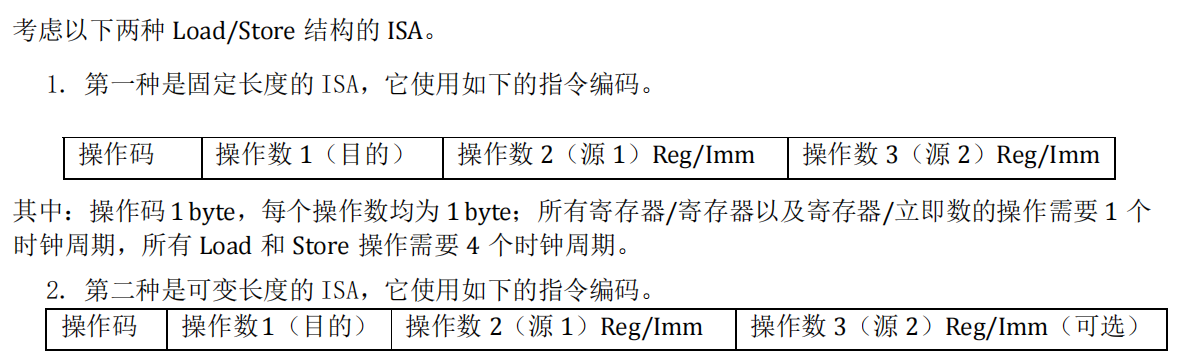 考虑以下两种 Load/Store 结构的 ISA。
1. 第一种是固定长度的 ISA，它使用如下的指令编码。
操作码 操作数 1（目的） 操作数 2（源 1）Reg/Imm 操作数 3（源 2）Reg/Imm
其中：操作码 1 byte，每个操作数均为 1 byte；所有寄存器/寄存器以及寄存器/立即数的操作需要 1 个
时钟周期，所有 Load 和 Store 操作需要 4 个时钟周期。
2. 第二种是可变长度的 ISA，它使用如下的指令编码。
操作码 操作数1（目的） 操作数 2（源 1）Reg/Imm 操作数 3（源 2）Reg/Imm（可选）